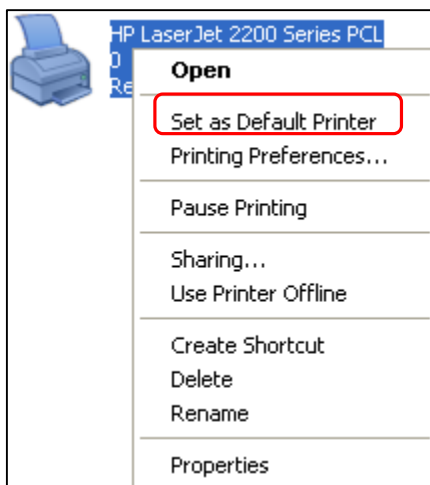 HP LaserJet 2200 Series PCL
0
Re
Open
Set as Default Printer
Printing Preferences...
Pause Printing
Sharing...
Use Printer Offline
Create Shortcut
Delete
Rename
Properties